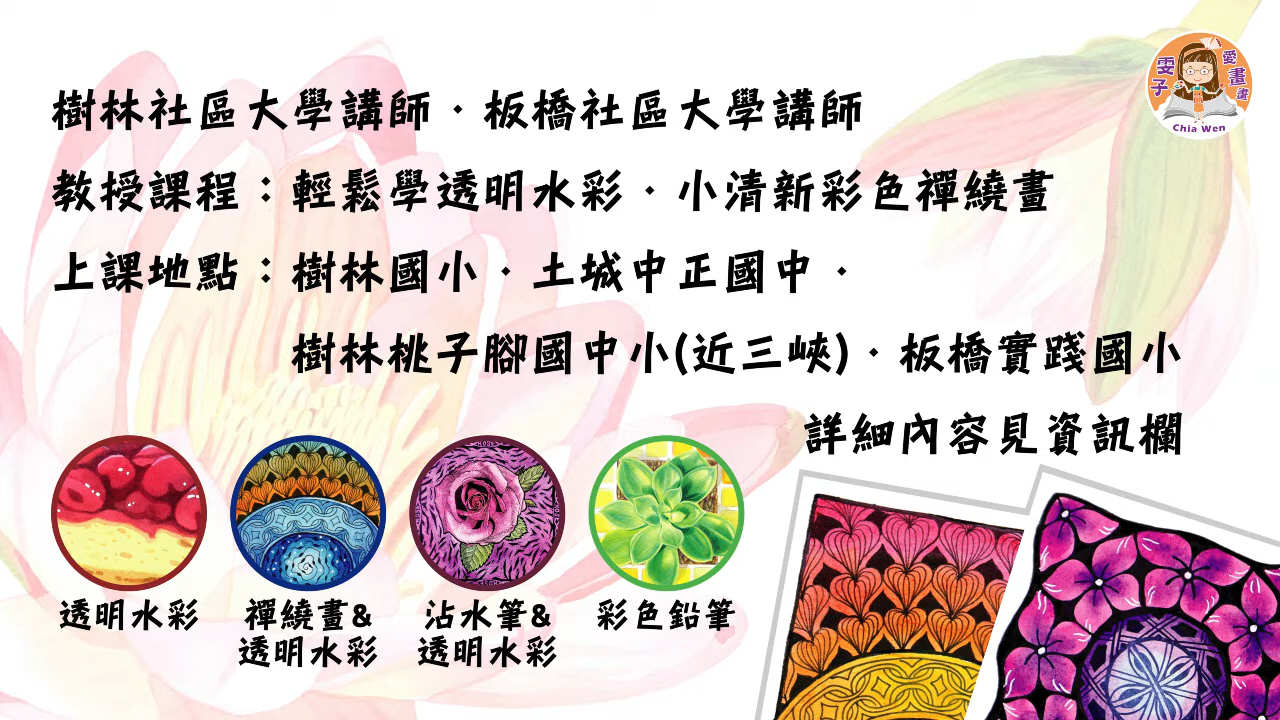 樹林社區大學講師．板橋社區大學講師
教授課程：輕鬆學透明水彩．小清新彩色禪繞畫
上課地點：樹林國小．土城中正國中．
樹林桃子腳國中小(近三峽)．板橋實踐國小
詳細內容見資訊欄
雯子
愛畫畫
Chia Wen
透明水彩
禪繞畫&
透明水彩
沾水筆&
透明水彩
彩色鉛筆